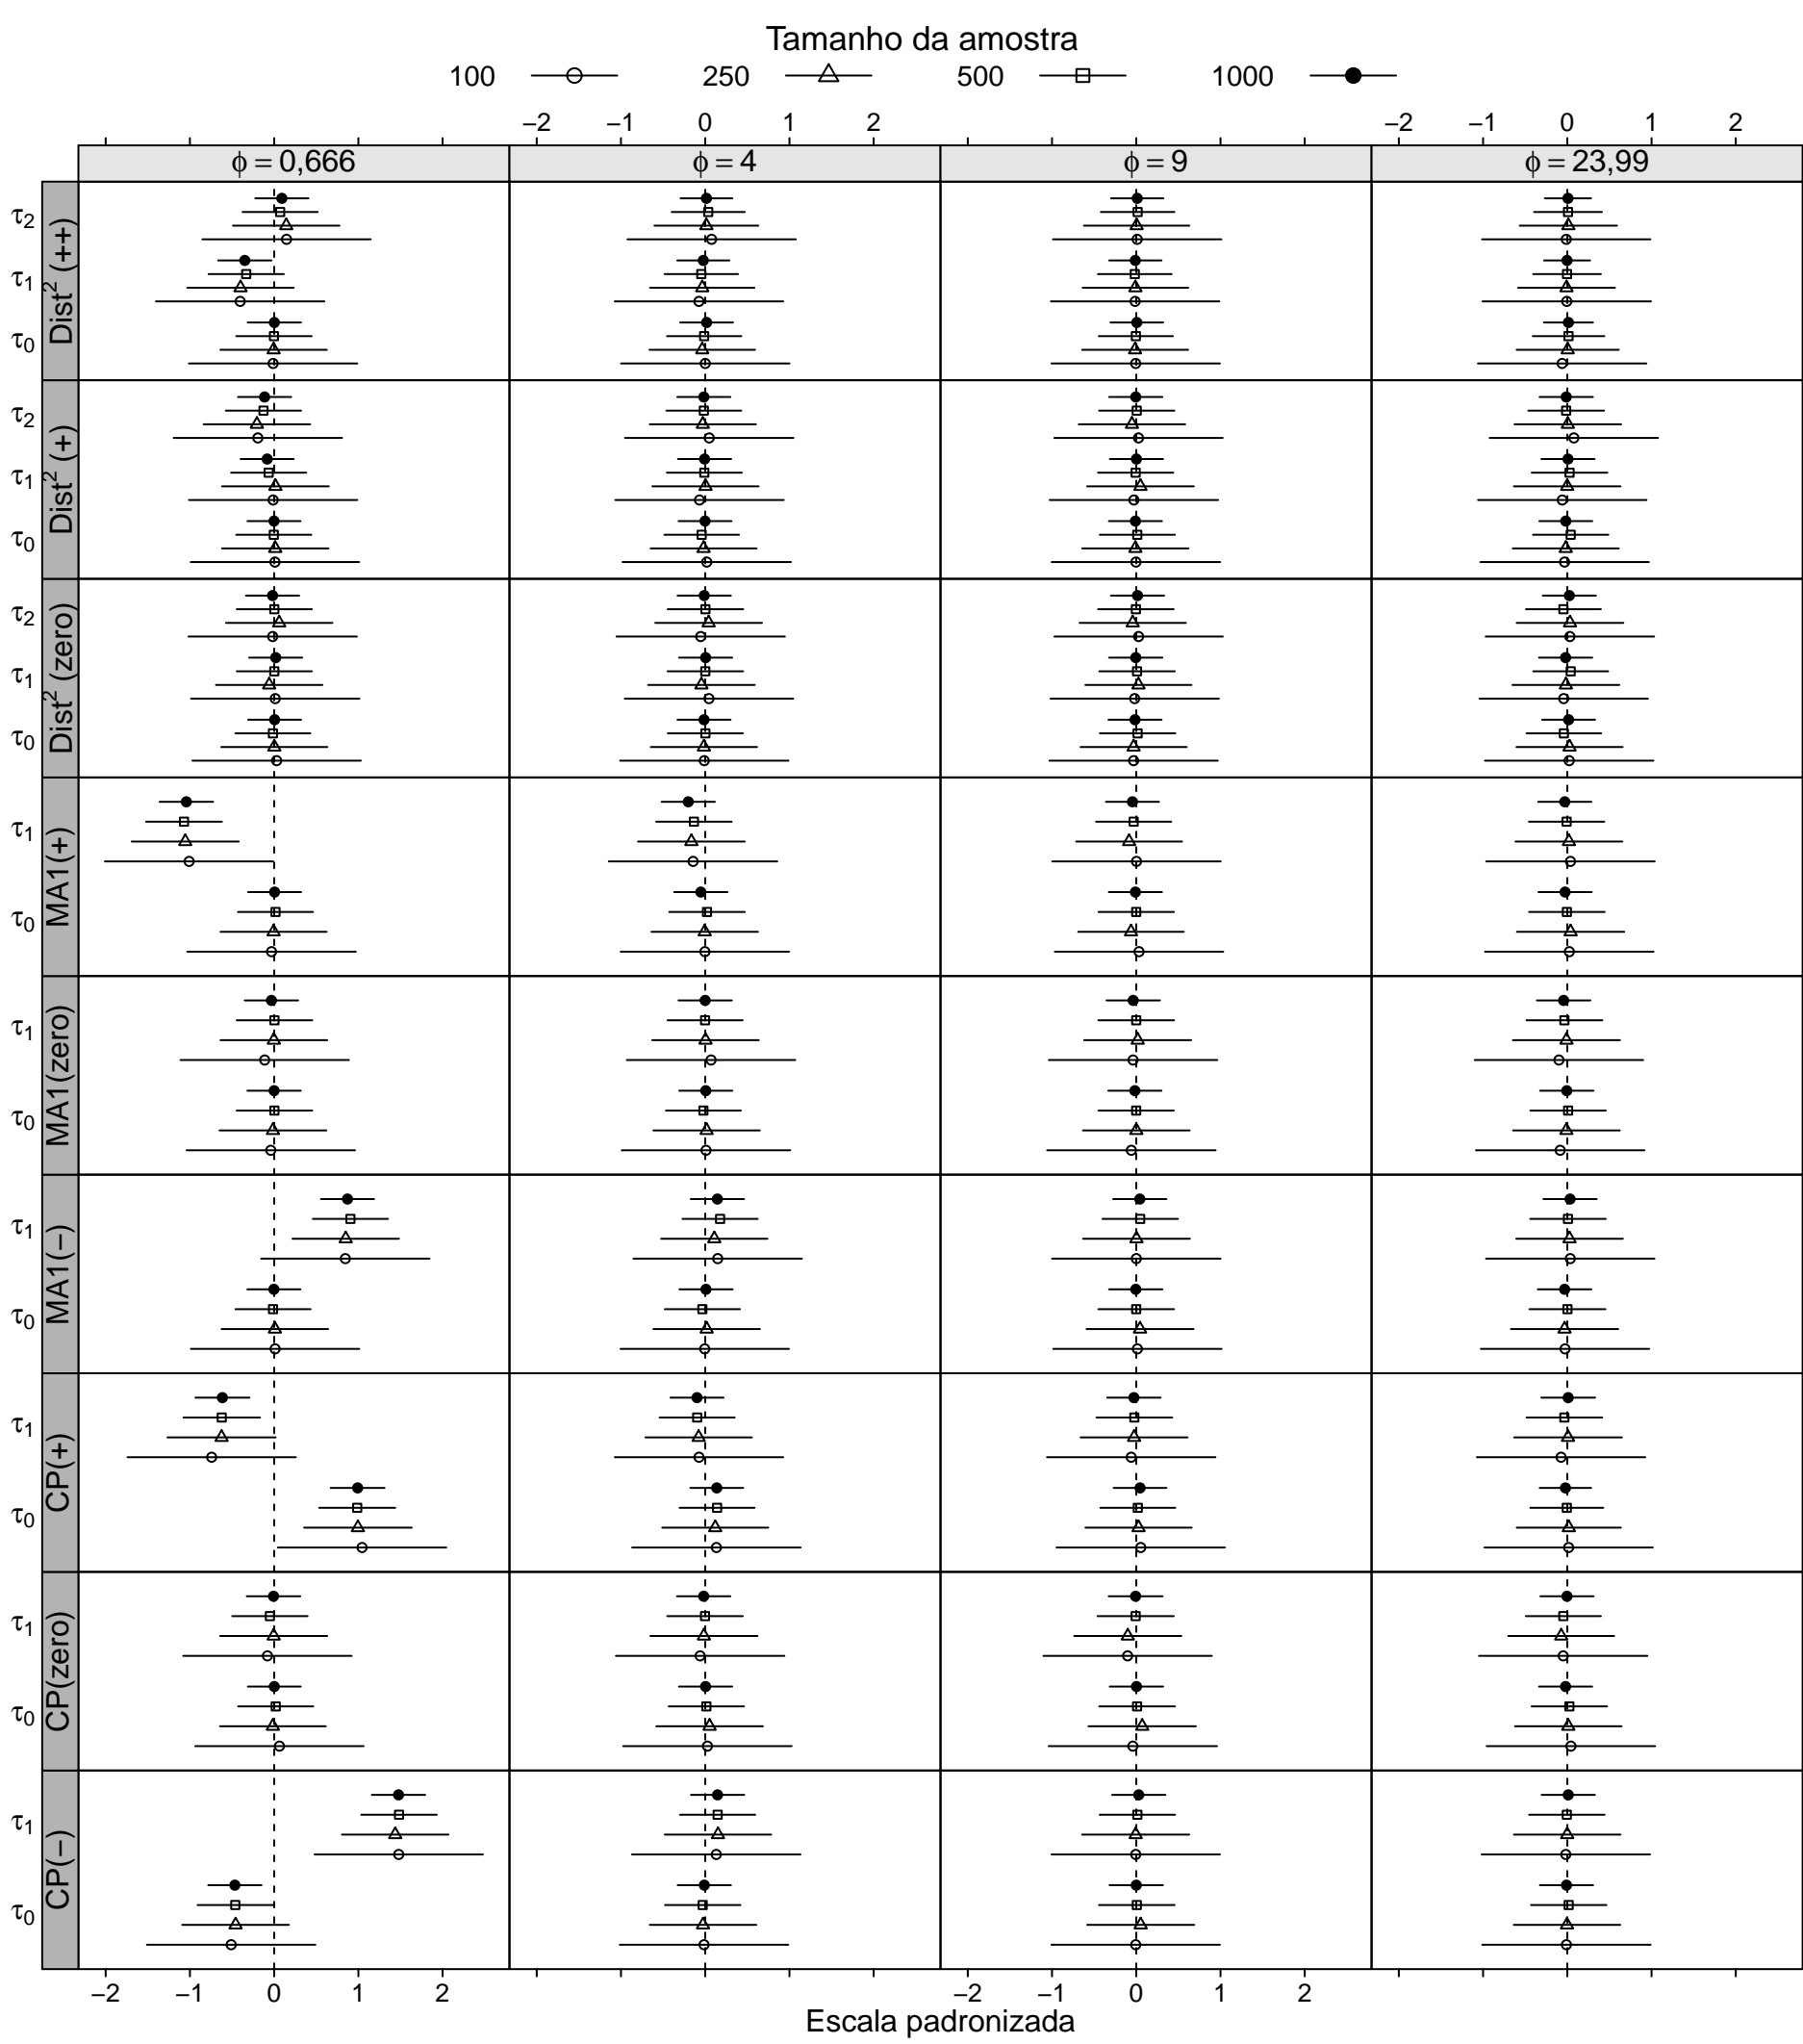 Tamanho da amostra
100 250 500 1000
−2 −1 0 1 2 −2 −1 0 1 2
ϕ = 0,666 ϕ = 4 ϕ = 9 ϕ = 23,99
Dist² (++)
τ₂
τ₁
τ₀
Dist² (+)
τ₂
τ₁
τ₀
Dist² (zero)
τ₂
τ₁
τ₀
MA1(+)
τ₁
τ₀
MA1(zero)
τ₁
τ₀
MA1(−)
τ₁
τ₀
CP(+)
τ₁
τ₀
CP(zero)
τ₁
τ₀
CP(−)
τ₁
τ₀
−2 −1 0 1 2 −2 −1 0 1 2
Escala padronizada